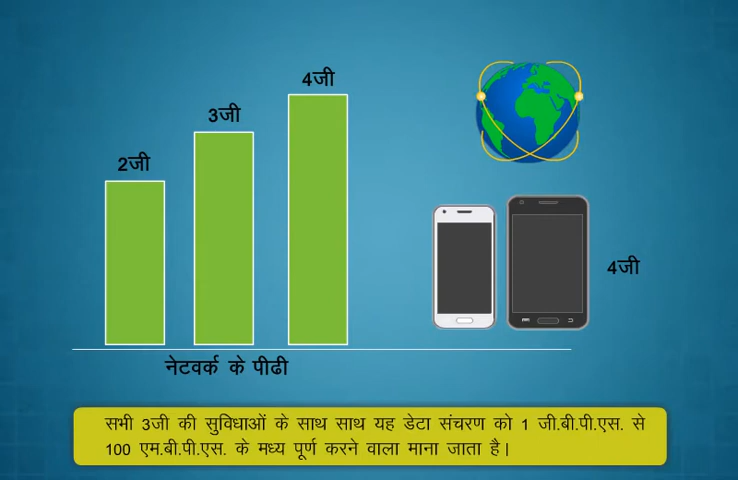 4जी
3जी
2जी
4जी
नेटवर्क के पीढी
सभी 3जी की सुविधाओं के साथ साथ यह डेटा संचरण को 1 जी.बी.पी.एस. से
100 एम.बी.पी.एस. के मध्य पूर्ण करने वाला माना जाता है।